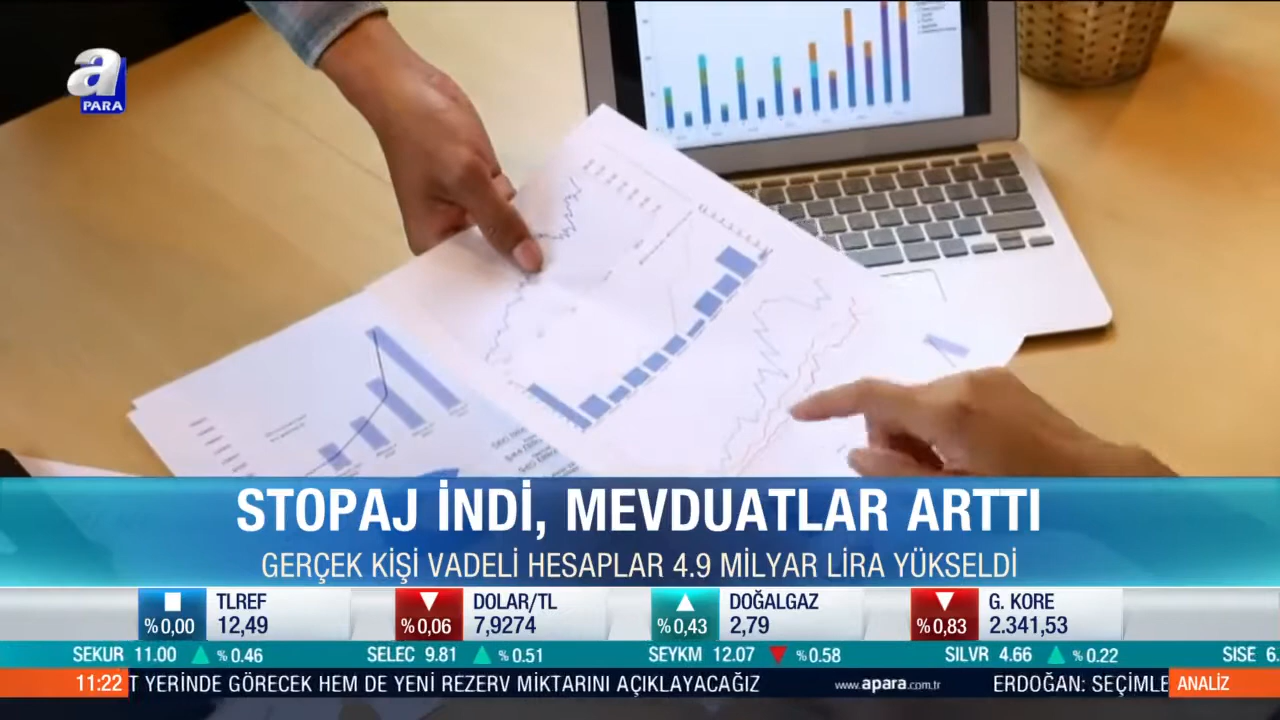 a
PARA
STOPAJ İNDİ, MEVDUATLAR ARTTI
GERÇEK KİŞİ VADELİ HESAPLAR 4.9 MİLYAR LİRA YÜKSELDİ
%0,00 TLREF 12,49
%0,06 DOLAR/TL 7,9274
%0,43 DOĞALGAZ 2,79
%0,83 G. KORE 2.341,53
SEKUR 11.00 %0.46 SELEC 9.81 %0.51 SEYKM 12.07 %0.58 SILVR 4.66 %0.22 SISE 6.
11:22 T YERİNDE GÖRECEK HEM DE YENİ REZERV MİKTARINI AÇIKLAYACAĞIZ www.apara.com.tr ERDOĞAN: SEÇİMLE ANALİZ